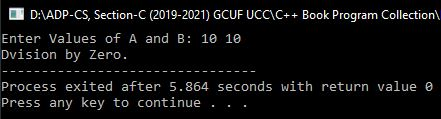 D:\ADP-CS, Section-C (2019-2021) GCUF UCC\C++ Book Program Collection\
Enter Values of A and B: 10 10
Dvision by Zero.
--------------------------------
Process exited after 5.864 seconds with return value 0
Press any key to continue . . .